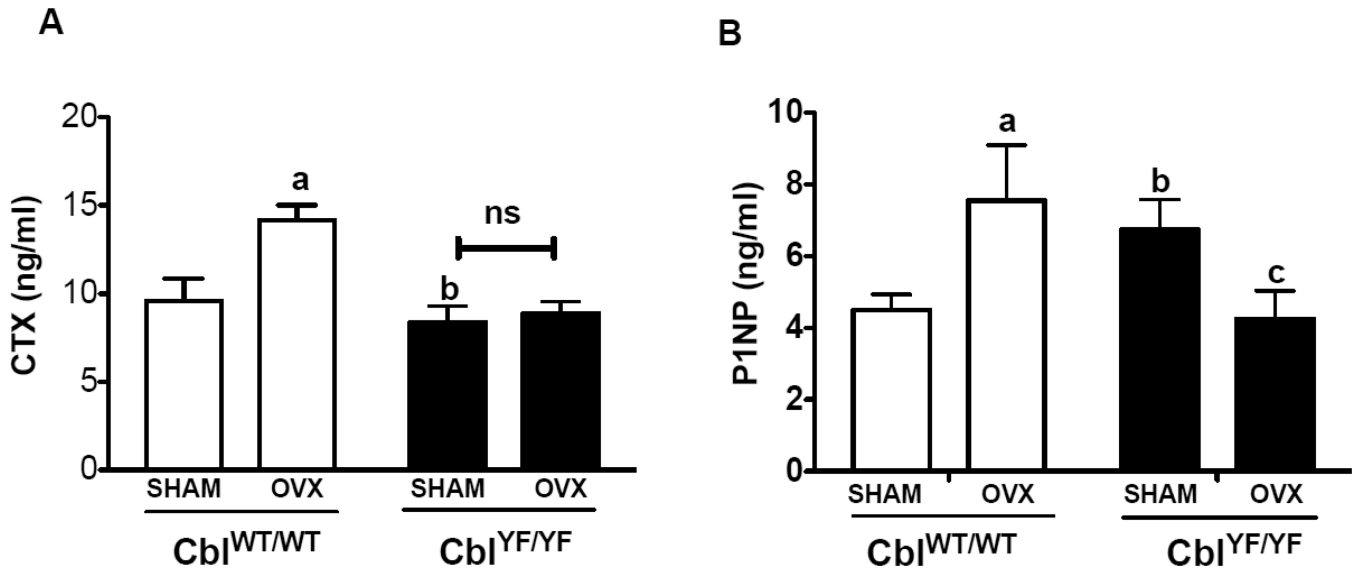 A
CTX (ng/ml)
20
15
10
5
0
a
ns
b
SHAM OVX SHAM OVX
Cbl^WT/WT Cbl^YF/YF
B
P1NP (ng/ml)
10
8
6
4
2
0
a
b
c
SHAM OVX SHAM OVX
Cbl^WT/WT Cbl^YF/YF